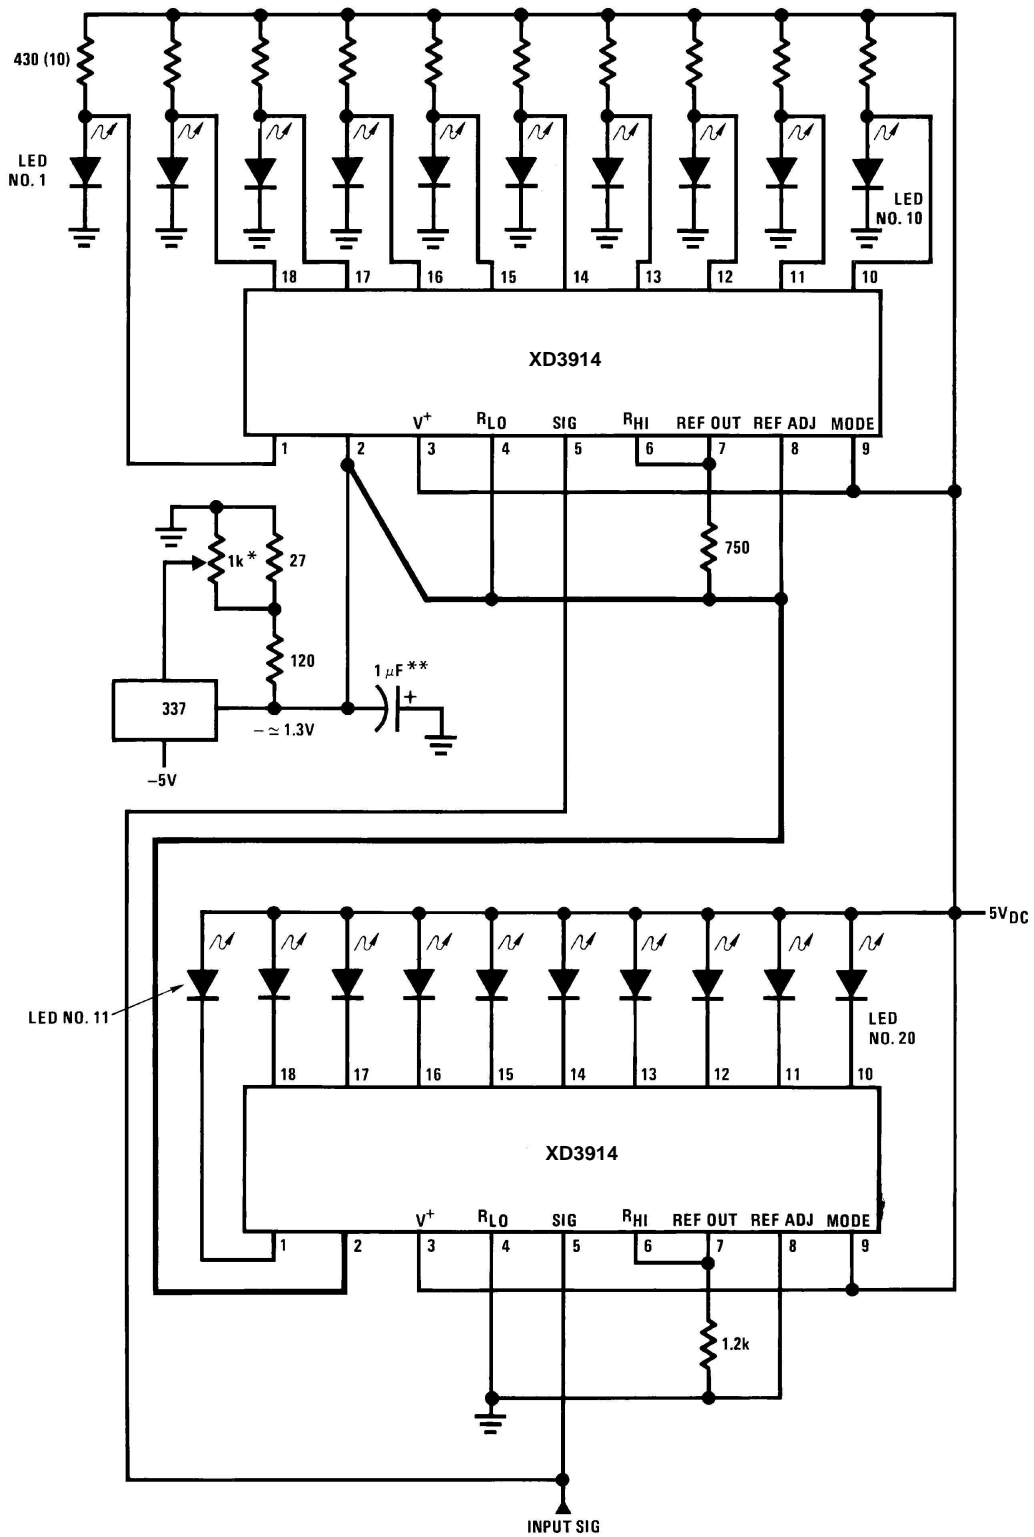 430 (10)
LED
NO. 1
LED
NO. 10
18 17 16 15 14 13 12 11 10
XD3914
V+ RLO SIG RHI REF OUT REF ADJ MODE
1 2 3 4 5 6 7 8 9
1k* 27
750
120
1 μF**
+
337
− ≃ 1.3V
−5V
5VDC
LED NO. 11
LED
NO. 20
18 17 16 15 14 13 12 11 10
XD3914
V+ RLO SIG RHI REF OUT REF ADJ MODE
1 2 3 4 5 6 7 8 9
1.2k
INPUT SIG